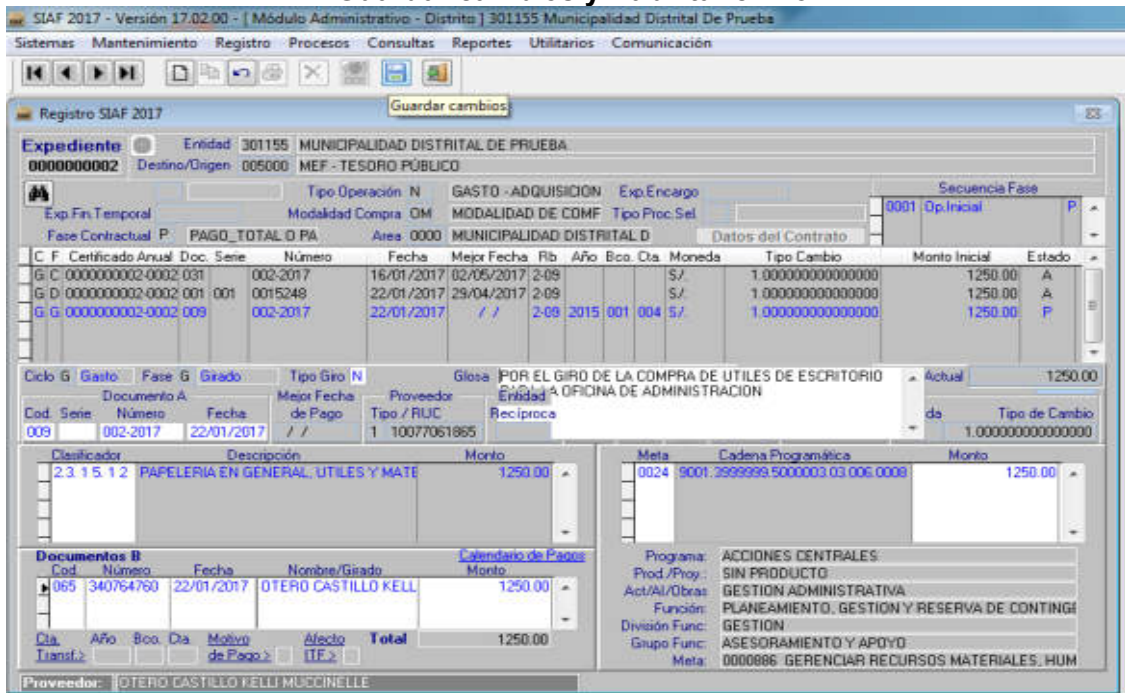 SIAF 2017 - Versión 17.02.00 - [ Módulo Administrativo - Distrito ] 301155 Municipalidad Distrital De Prueba
Sistemas Mantenimiento Registro Procesos Consultas Reportes Utilitarios Comunicación
Guardar cambios
Registro SIAF 2017
Expediente Entidad 301155 MUNICIPALIDAD DISTRITAL DE PRUEBA
0000000002 Destino/Origen 005000 MEF - TESORO PÚBLICO
Tipo Operación N GASTO - ADQUISICION Exp.Encargo Secuencia Fase
Exp.Fin.Temporal Modalidad Compra OM MODALIDAD DE COMF Tipo Proc.Sel. 0001 Op.Inicial P
Fase Contractual P PAGO_TOTAL O PA Area 0000 MUNICIPALIDAD DISTRITAL D Datos del Contrato
C F Certificado Anual Doc. Serie Número Fecha Mejor Fecha Rb Año Bco. Cta. Moneda Tipo Cambio Monto Inicial Estado
G C 0000000002-0002 031 002-2017 16/01/2017 02/05/2017 2-09 S/. 1.000000000000000 1250.00 A
G D 0000000002-0002 001 001 0015248 22/01/2017 29/04/2017 2-09 S/. 1.000000000000000 1250.00 A
G G 0000000002-0002 009 002-2017 22/01/2017 / / 2-09 2015 001 004 S/. 1.000000000000000 1250.00 P
Ciclo G Gasto Fase G Girado Tipo Giro N Glosa POR EL GIRO DE LA COMPRA DE UTILES DE ESCRITORIO Actual 1250.00
Documento A Mejor Fecha Proveedor Entidad A OFICINA DE ADMINISTRACION
Cod. Serie Número Fecha de Pago Tipo / RUC Recíproca da Tipo de Cambio
009 002-2017 22/01/2017 / / 1 10077061865 1.000000000000000
Clasificador Descripción Monto Meta Cadena Programática Monto
2.3. 1 5. 1 2 PAPELERIA EN GENERAL, UTILES Y MATE 1250.00 0024 9001.3999999.5000003.03.006.0008 1250.00
Documentos B Calendario de Pagos Programa: ACCIONES CENTRALES
Cod. Número Fecha Nombre/Girado Monto Prod./Proy.: SIN PRODUCTO
065 340764760 22/01/2017 OTERO CASTILLO KELL 1250.00 Act/Al/Obras GESTION ADMINISTRATIVA
Función: PLANEAMIENTO, GESTION Y RESERVA DE CONTINGE
División Func: GESTION
Cta. Año Bco. Cta. Motivo Afecto Total 1250.00 Grupo Func: ASESORAMIENTO Y APOYO
Transf.> de Pago > ITF > Meta: 0000886 GERENCIAR RECURSOS MATERIALES, HUM
Proveedor: OTERO CASTILLO KELLI MUCCINELLE